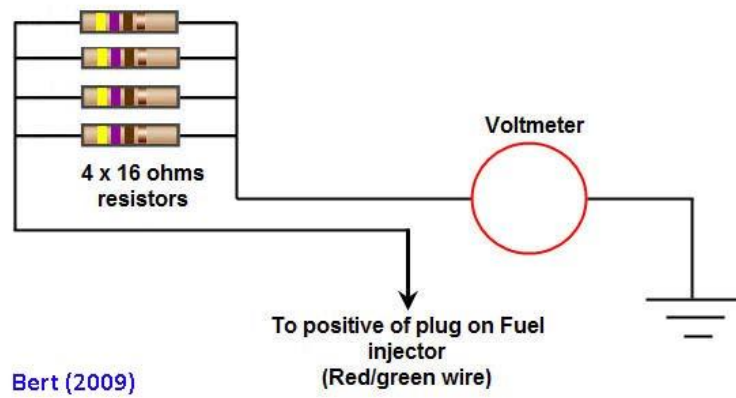 4 x 16 ohms
resistors
Voltmeter
To positive of plug on Fuel
injector
(Red/green wire)
Bert (2009)